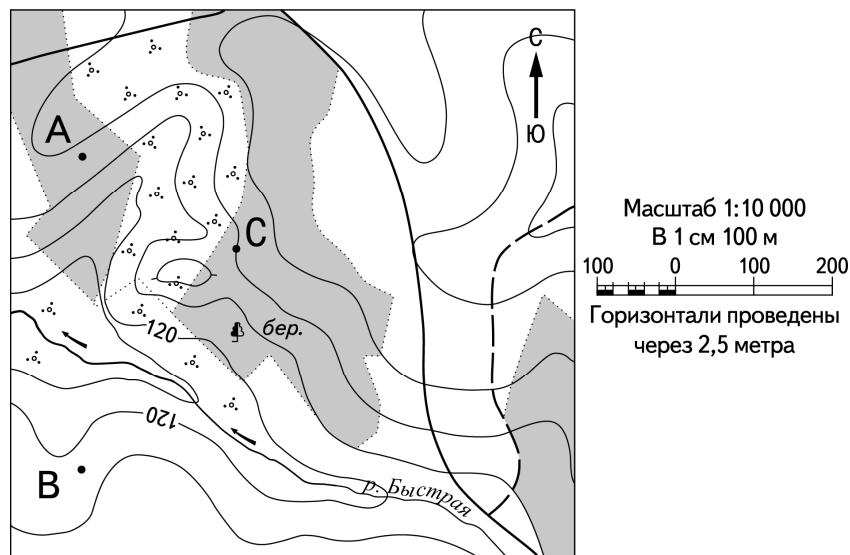 С
Ю
А
С
120
бер.
120
В
р. Быстрая
Масштаб 1:10 000
В 1 см 100 м
100 0 100 200
Горизонтали проведены
через 2,5 метра